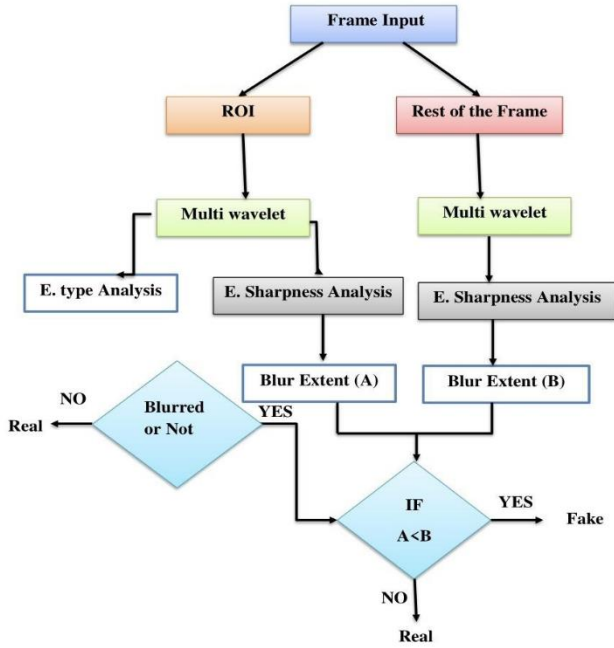 Frame Input
ROI
Rest of the Frame
Multi wavelet
Multi wavelet
E. type Analysis
E. Sharpness Analysis
E. Sharpness Analysis
Blur Extent (A)
Blur Extent (B)
NO
Blurred
or Not
YES
Real
IF
A<B
YES
Fake
NO
Real